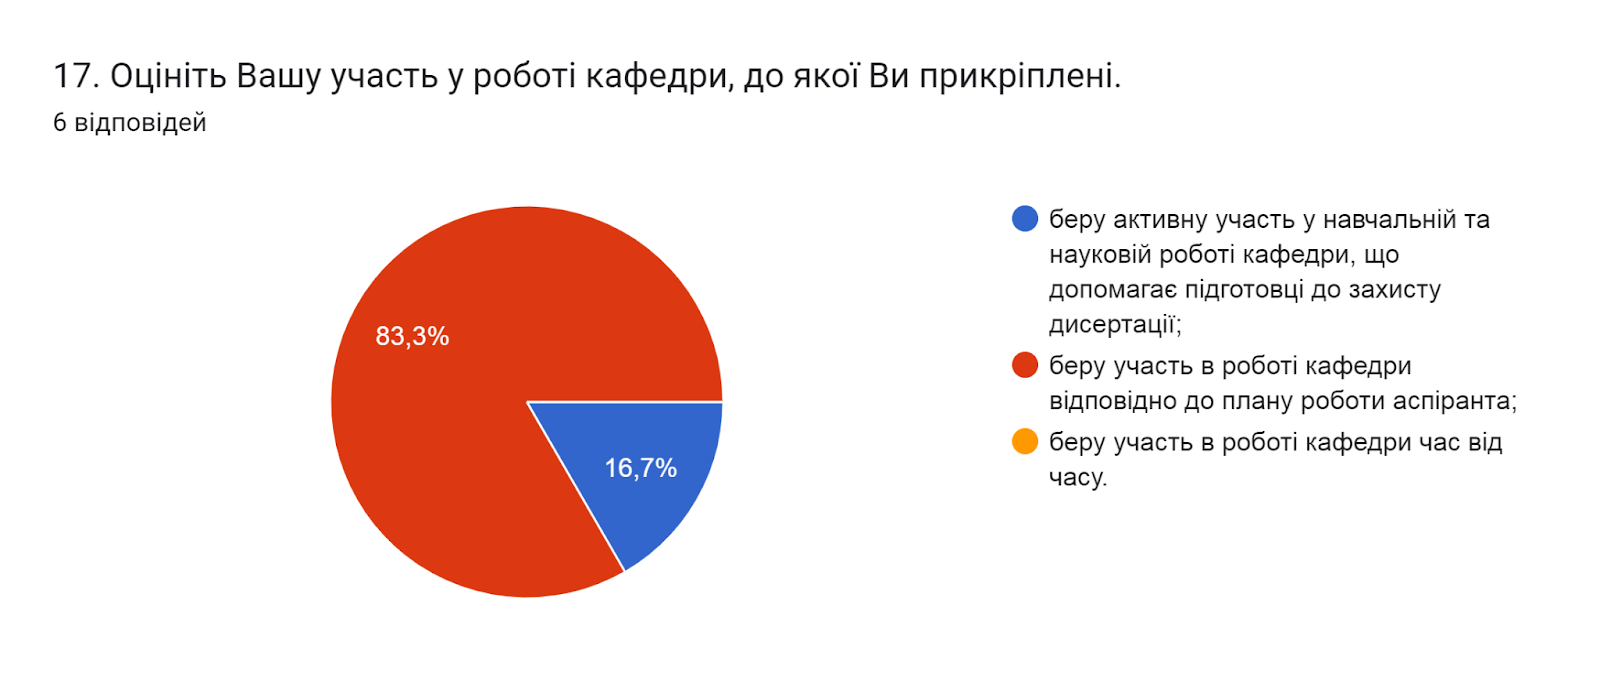 17. Оцініть Вашу участь у роботі кафедри, до якої Ви прикріплені.
6 відповідей
83,3%
16,7%
беру активну участь у навчальній та
науковій роботі кафедри, що
допомагає підготовці до захисту
дисертації;
беру участь в роботі кафедри
відповідно до плану роботи аспіранта;
беру участь в роботі кафедри час від
часу.